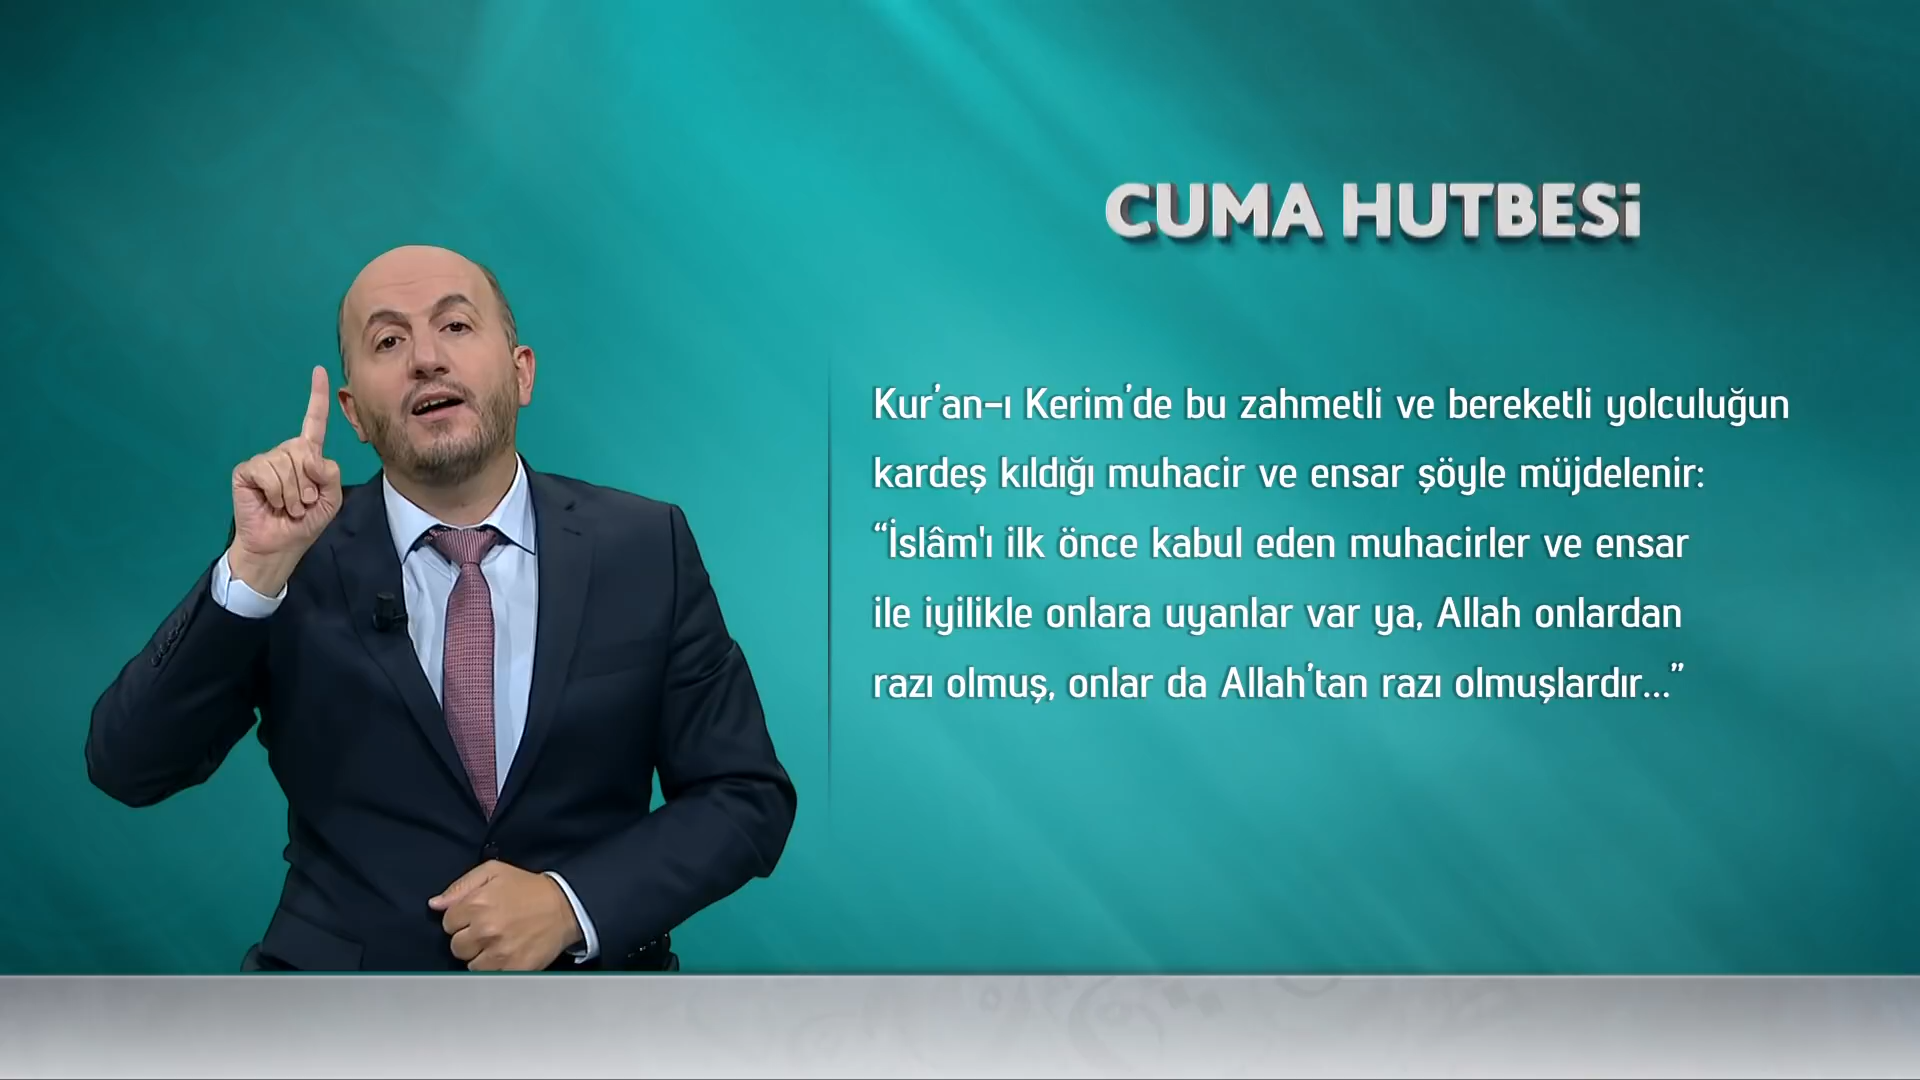 CUMA HUTBESİ
Kur’an-ı Kerim’de bu zahmetli ve bereketli yolculuğun
kardeş kıldığı muhacir ve ensar şöyle müjdelenir:
“İslâm'ı ilk önce kabul eden muhacirler ve ensar
ile iyilikle onlara uyanlar var ya, Allah onlardan
razı olmuş, onlar da Allah’tan razı olmuşlardır...”